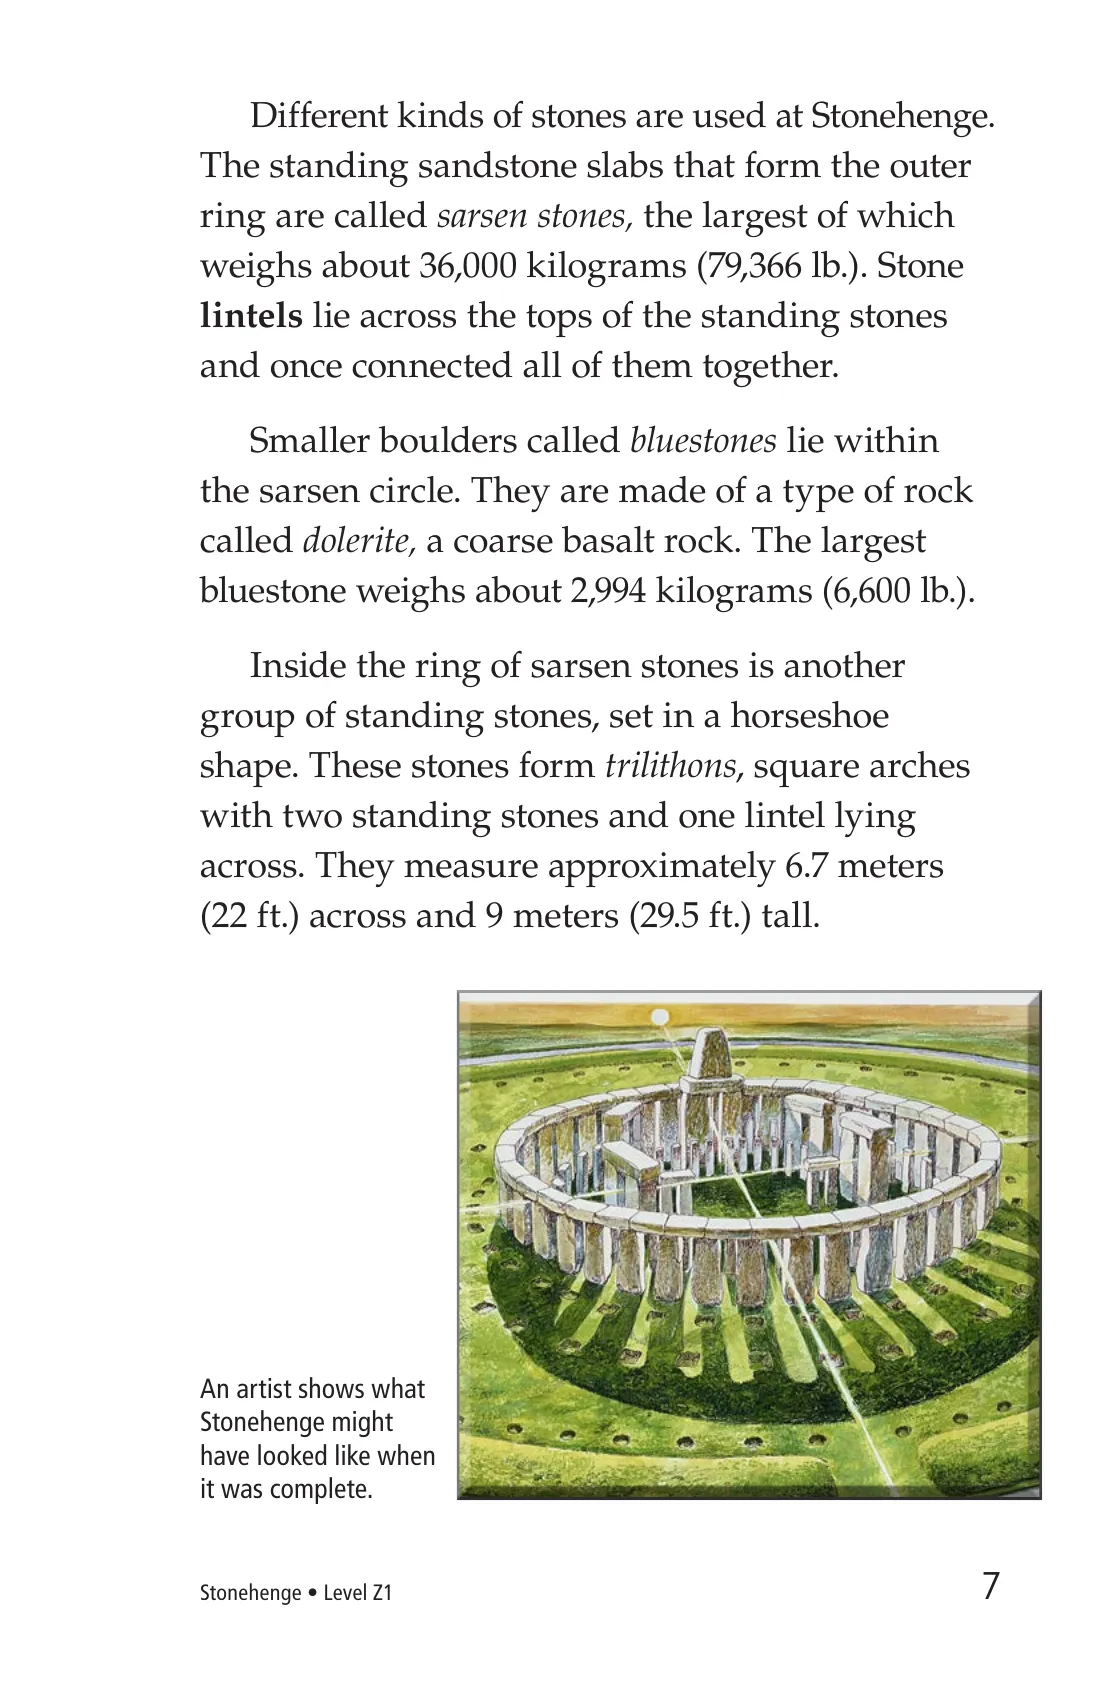 Different kinds of stones are used at Stonehenge.
The standing sandstone slabs that form the outer
ring are called sarsen stones, the largest of which
weighs about 36,000 kilograms (79,366 lb.). Stone
lintels lie across the tops of the standing stones
and once connected all of them together.
Smaller boulders called bluestones lie within
the sarsen circle. They are made of a type of rock
called dolerite, a coarse basalt rock. The largest
bluestone weighs about 2,994 kilograms (6,600 lb.).
Inside the ring of sarsen stones is another
group of standing stones, set in a horseshoe
shape. These stones form trilithons, square arches
with two standing stones and one lintel lying
across. They measure approximately 6.7 meters
(22 ft.) across and 9 meters (29.5 ft.) tall.
An artist shows what
Stonehenge might
have looked like when
it was complete.
Stonehenge • Level Z1
7